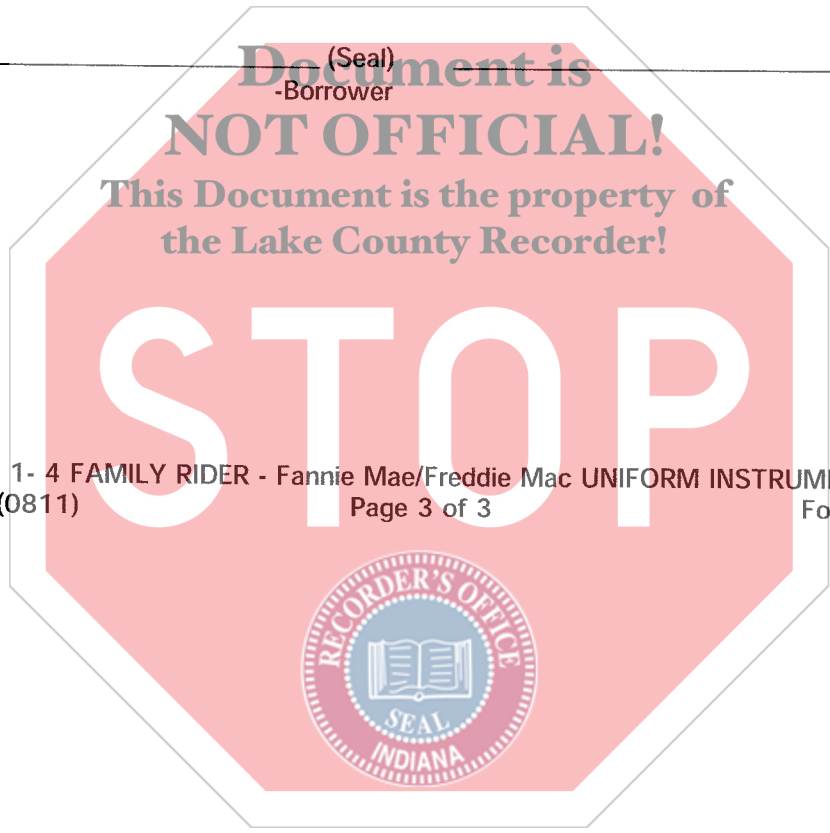 (Seal)
-Borrower
Document is
NOT OFFICIAL!
This Document is the property of
the Lake County Recorder!
STOP
1- 4 FAMILY RIDER - Fannie Mae/Freddie Mac UNIFORM INSTRUM
(0811) Page 3 of 3 Fo
RECORDER'S OFFICE
SEAL
INDIANA